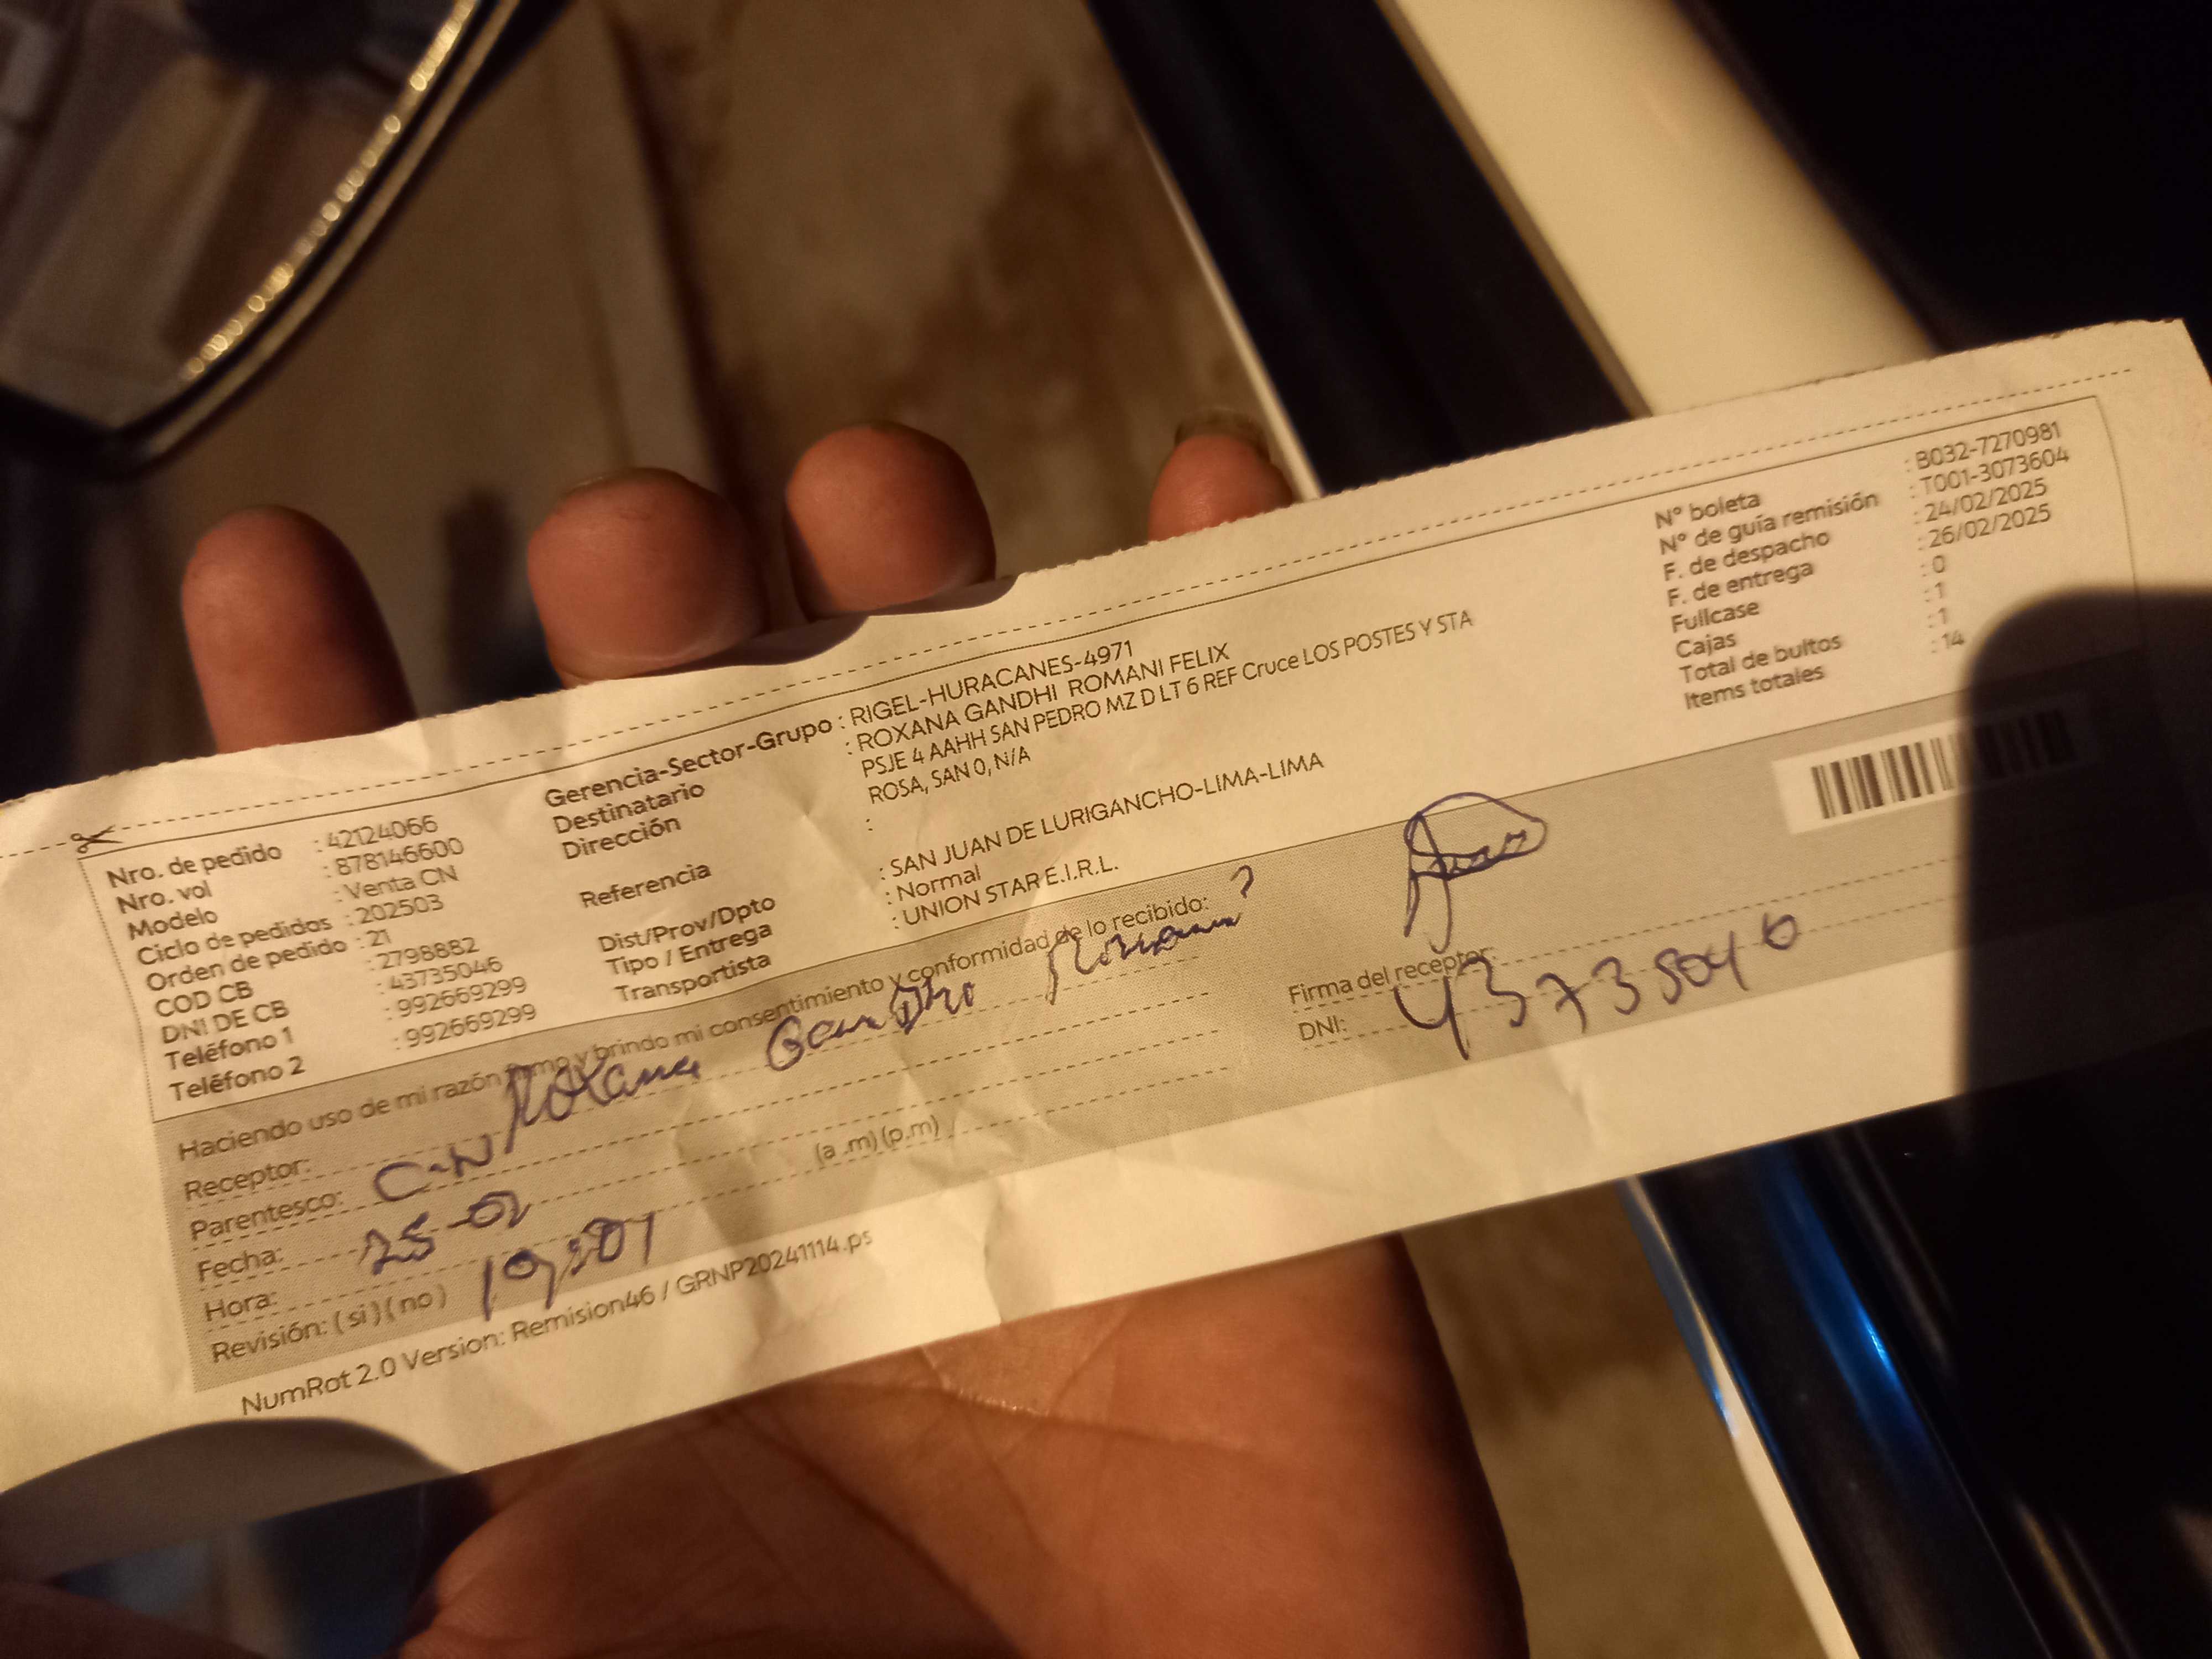 Nro. de pedido : 42124066
Nro. vol : 878146600
Modelo : Venta CN
Ciclo de pedidos : 202503
Orden de pedido : 21
COD CB : 2798882
DNI DE CB : 43735046
Teléfono 1 : 992669299
Teléfono 2 : 992669299
Gerencia-Sector-Grupo : RIGEL-HURACANES-4971
Destinatario : ROXANA GANDHI ROMANI FELIX
Dirección PSJE 4 AAHH SAN PEDRO MZ D LT 6 REF Cruce LOS POSTES Y STA
ROSA, SAN 0, N/A
Referencia :
Dist/Prov/Dpto : SAN JUAN DE LURIGANCHO-LIMA-LIMA
Tipo / Entrega : Normal
Transportista : UNION STAR E.I.R.L.
N° boleta : B032-7270981
N° de guía remisión : T001-3073604
F. de despacho : 24/02/2025
F. de entrega : 26/02/2025
Fullcase : 0
Cajas : 1
Total de bultos : 1
Items totales : 14
Haciendo uso de mi razón firmo y brindo mi consentimiento y conformidad de lo recibido:
Receptor: Roxana Romani
Parentesco: C.N
Fecha: 25-02
Hora: 19:01 (a .m) (p.m)
Revisión: ( si ) ( no )
Firma del receptor:
DNI: 43735046
NumRot 2.0 Version: Remision46 / GRNP20241114.ps